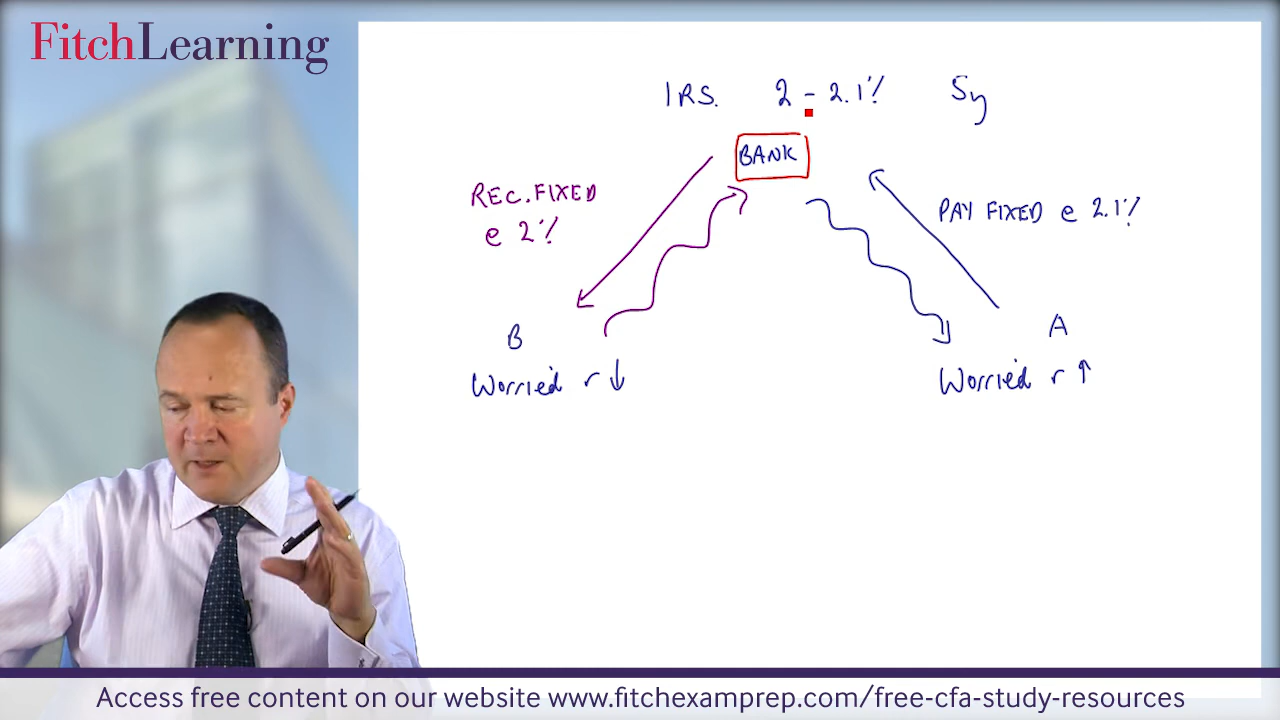 FitchLearning
IRS. 2 - 2.1% 5y
BANK
REC. FIXED
@ 2%
PAY FIXED @ 2.1%
B
A
Worried r ↓
Worried r ↑
Access free content on our website www.fitchexamprep.com/free-cfa-study-resources